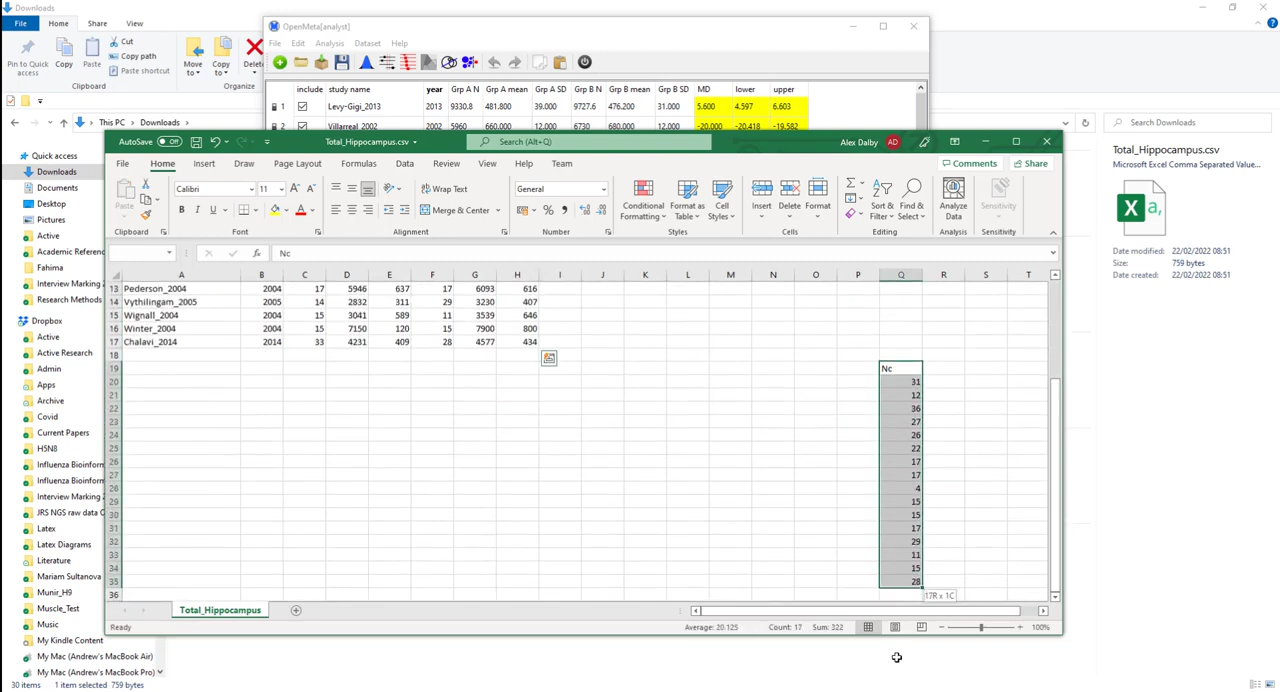 Downloads
File Home Share View
Pin to Quick access
Copy
Paste
Cut
Copy path
Paste shortcut
Clipboard
Move to
Copy to
Delete
Organize
This PC > Downloads >
Search Downloads
Quick access
Downloads
Documents
Desktop
Pictures
Active
Academic Referenc
Fahima
Interview Marking 2
Research Methods
Dropbox
Active
Active Research
Admin
Apps
Archive
Covid
Current Papers
H5N8
Influenza Bioinform
Influenza Bioinform
Interview Marking 2
JRS NGS raw data C
Latex
Latex Diagrams
Literature
Mariam Sultanova
Munir_H9
Muscle_Test
Music
My Kindle Content
My Mac (Andrew's MacBook Air)
My Mac (Andrew's MacBook Pro)
30 items 1 item selected 759 bytes
OpenMeta[analyst]
File Edit Analysis Dataset Help
include study name year Grp A N Grp A mean Grp A SD Grp B N Grp B mean Grp B SD MD lower upper
1 Levy-Gigi_2013 2013 9330.8 481.800 39.000 9727.6 476.200 31.000 5.600 4.597 6.603
2 Villarreal_2002 2002 5960 660.000 12.000 6730 680.000 12.000 -20.000 -20.418 -19.582
AutoSave Off
Total_Hippocampus.csv
Search (Alt+Q)
Alex Dalby AD
File Home Insert Draw Page Layout Formulas Data Review View Help Team
Comments Share
Paste
Clipboard
Calibri 11
B I U
Font
Wrap Text
Merge & Center
Alignment
General
Number
Conditional Formatting
Format as Table
Cell Styles
Styles
Insert Delete Format
Cells
Sort & Filter
Find & Select
Editing
Analyze Data
Analysis
Sensitivity
Sensitivity
Nc
A B C D E F G H I J K L M N O P Q R S T
13 Pederson_2004 2004 17 5946 637 17 6093 616
14 Vythilingam_2005 2005 14 2832 311 29 3230 407
15 Wignall_2004 2004 15 3041 589 11 3539 646
16 Winter_2004 2004 15 7150 120 15 7900 800
17 Chalavi_2014 2014 33 4231 409 28 4577 434
18
19 Nc
20 31
21 12
22 36
23 27
24 26
25 22
26 17
27 17
28 4
29 15
30 15
31 17
32 29
33 11
34 15
35 28
36
17R x 1C
Total_Hippocampus
Ready
Average: 20.125 Count: 17 Sum: 322
100%
Total_Hippocampus.csv
Microsoft Excel Comma Separated Value...
Date modified: 22/02/2022 08:51
Size: 759 bytes
Date created: 22/02/2022 08:51